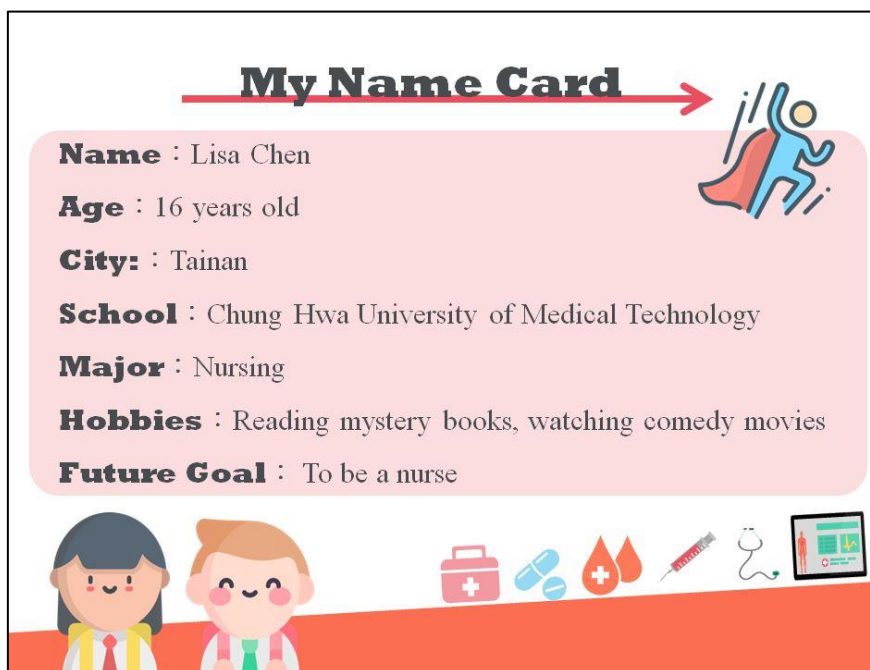 My Name Card
Name：Lisa Chen
Age：16 years old
City:：Tainan
School：Chung Hwa University of Medical Technology
Major：Nursing
Hobbies：Reading mystery books, watching comedy movies
Future Goal： To be a nurse